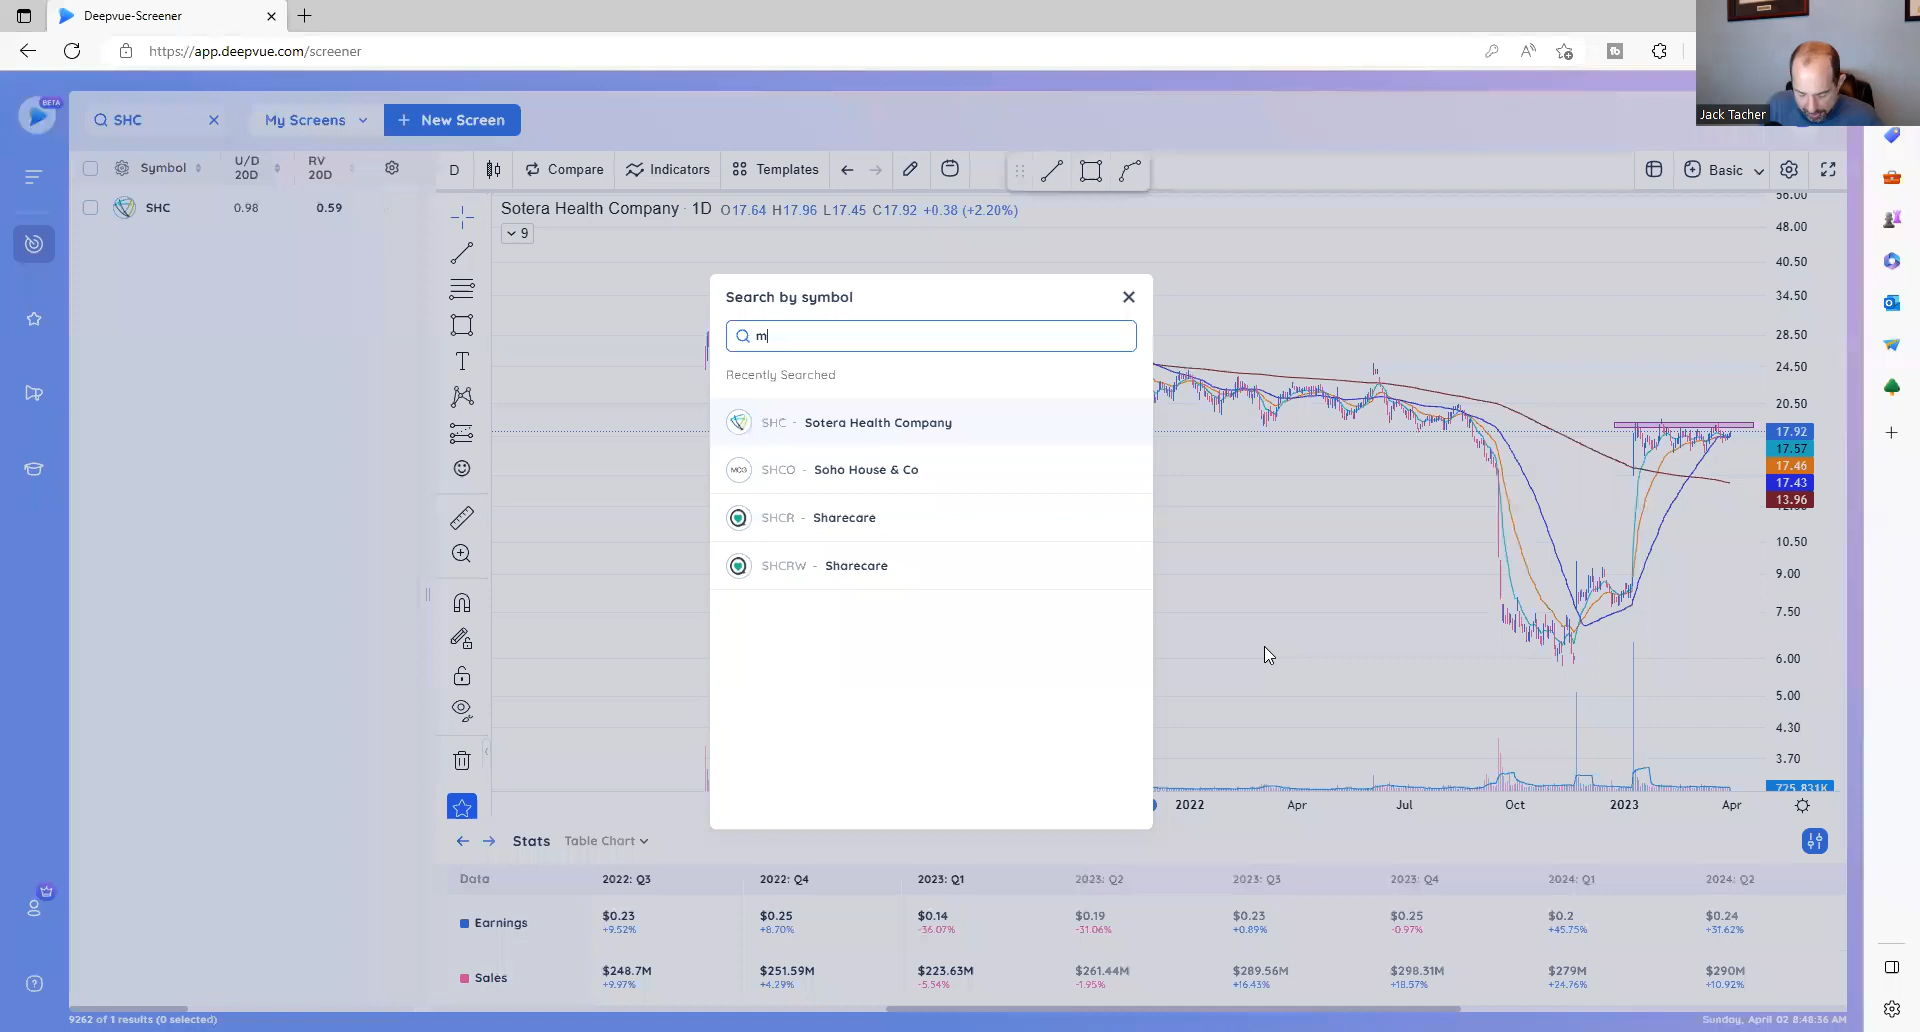 Deepvue-Screener
https://app.deepvue.com/screener
Jack Tacher
BETA
SHC
My Screens
+ New Screen
Symbol
U/D 20D
RV 20D
D
Compare
Indicators
Templates
Basic
SHC 0.98 0.59
Sotera Health Company · 1D O17.64 H17.96 L17.45 C17.92 +0.38 (+2.20%)
9
Search by symbol
m
Recently Searched
SHC - Sotera Health Company
MCG SHCO - Soho House & Co
SHCR - Sharecare
SHCRW - Sharecare
56.00
48.00
40.50
34.50
28.50
24.50
20.50
17.92
17.57
17.46
17.43
13.96
10.50
9.00
7.50
6.00
5.00
4.30
3.70
725.831K
2022 Apr Jul Oct 2023 Apr
Stats Table Chart
Data 2022: Q3 2022: Q4 2023: Q1 2023: Q2 2023: Q3 2023: Q4 2024: Q1 2024: Q2
Earnings $0.23 $0.25 $0.14 $0.19 $0.23 $0.25 $0.2 $0.24
+9.52% +8.70% -36.07% -31.06% +0.89% -0.97% +45.75% +31.62%
Sales $248.7M $251.59M $223.63M $261.44M $289.56M $298.31M $279M $290M
+9.97% +4.29% -5.54% -1.95% +16.43% +18.57% +24.76% +10.92%
9262 of 1 results (0 selected)
Sunday, April 02 8:48:36 AM